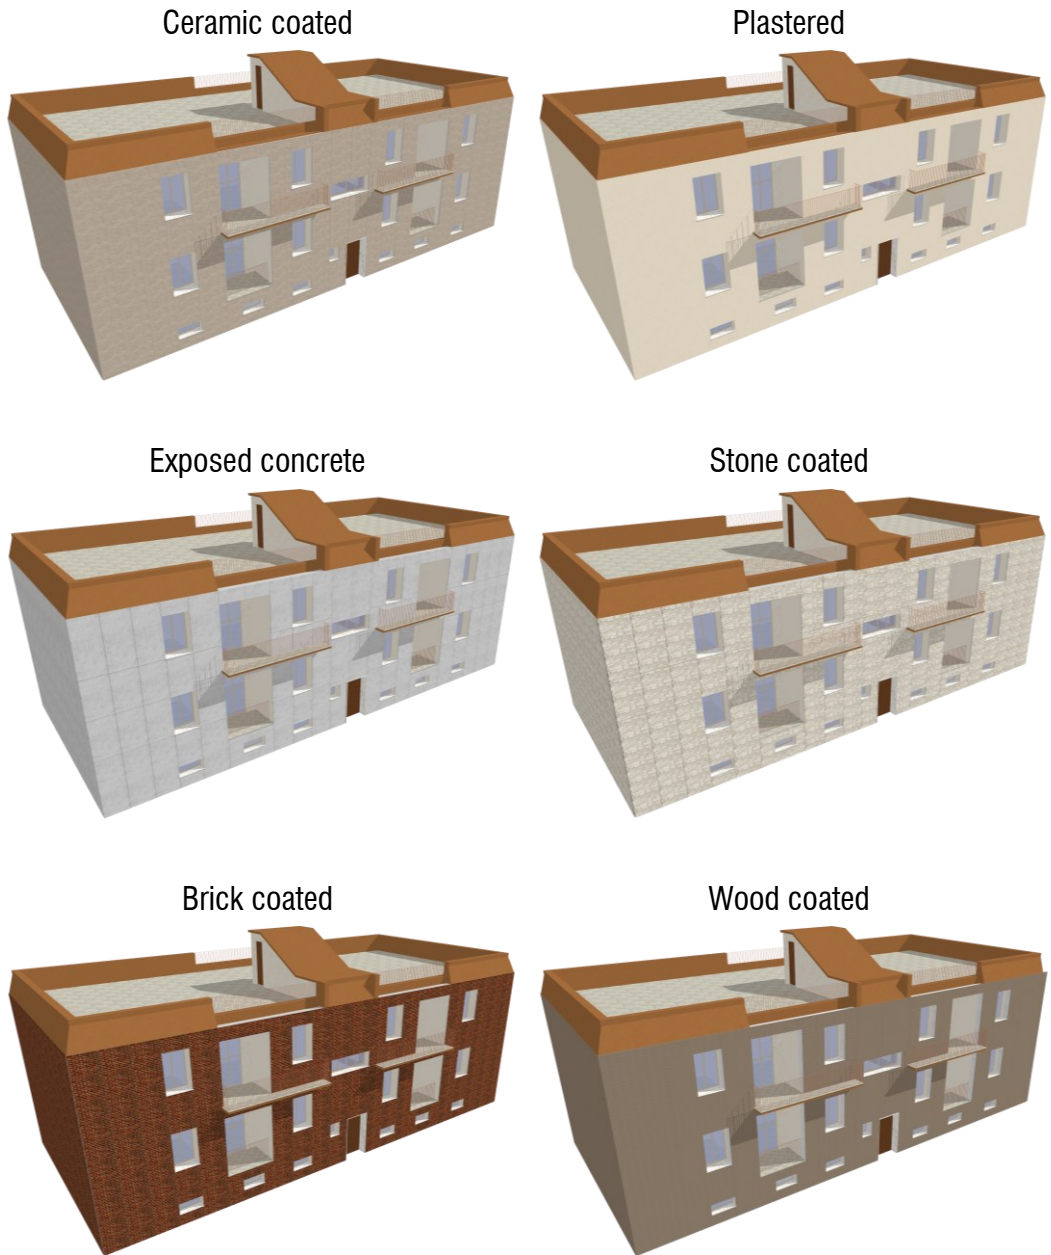 Ceramic coated
Plastered
Exposed concrete
Stone coated
Brick coated
Wood coated